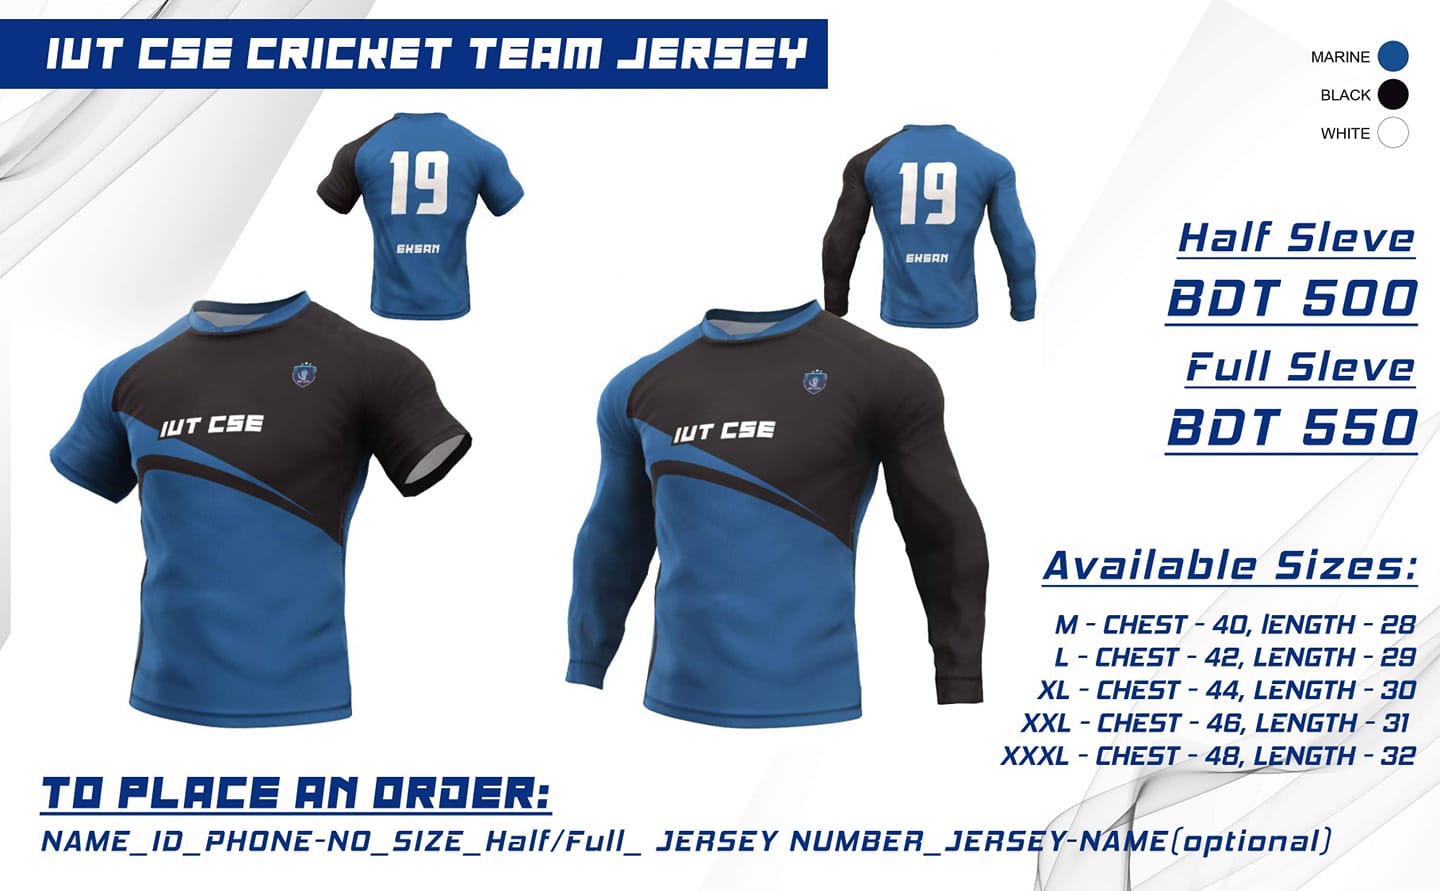 IUT CSE CRICKET TEAM JERSEY
MARINE
BLACK
WHITE
19
EHSAN
19
EHSAN
IUT CSE
IUT CSE
Half Sleve
BDT 500
Full Sleve
BDT 550
Available Sizes:
M - CHEST - 40, lENGTH - 28
L - CHEST - 42, LENGTH - 29
XL - CHEST - 44, LENGTH - 30
XXL - CHEST - 46, LENGTH - 31
XXXL - CHEST - 48, LENGTH - 32
TO PLACE AN ORDER:
NAME_ID_PHONE-NO_SIZE_Half/Full_ JERSEY NUMBER_JERSEY-NAME(optional)